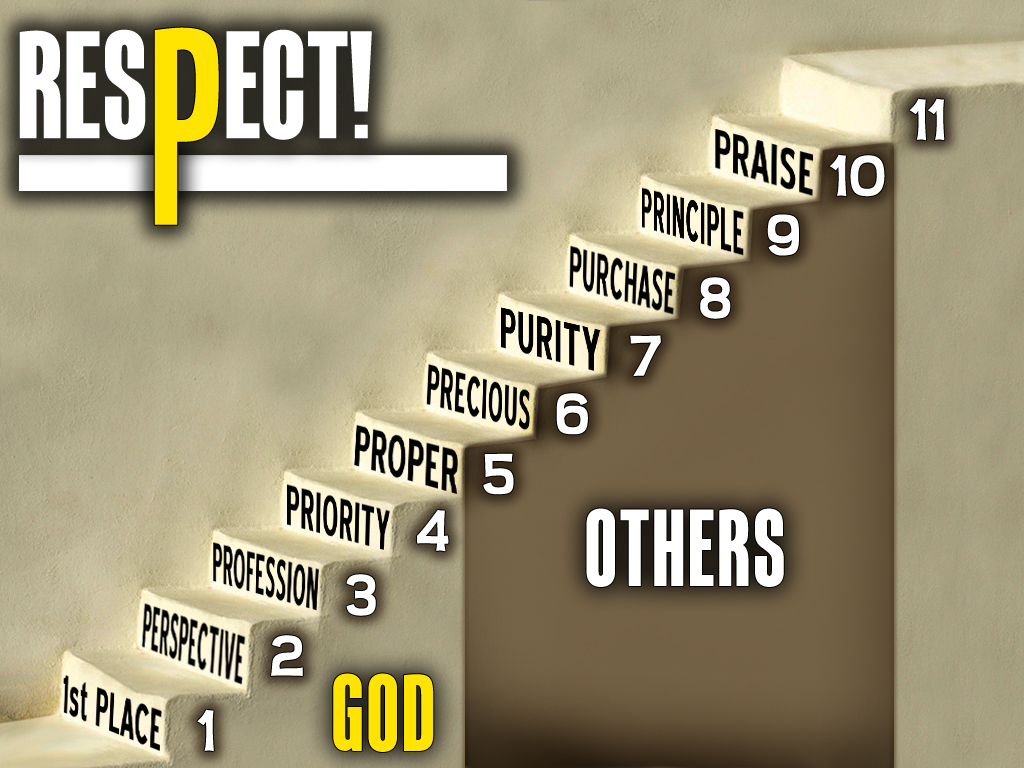 RESPECT!
11
PRAISE 10
PRINCIPLE 9
PURCHASE 8
PURITY 7
PRECIOUS 6
PROPER 5
PRIORITY 4
PROFESSION 3
PERSPECTIVE 2
1st PLACE 1
GOD
OTHERS